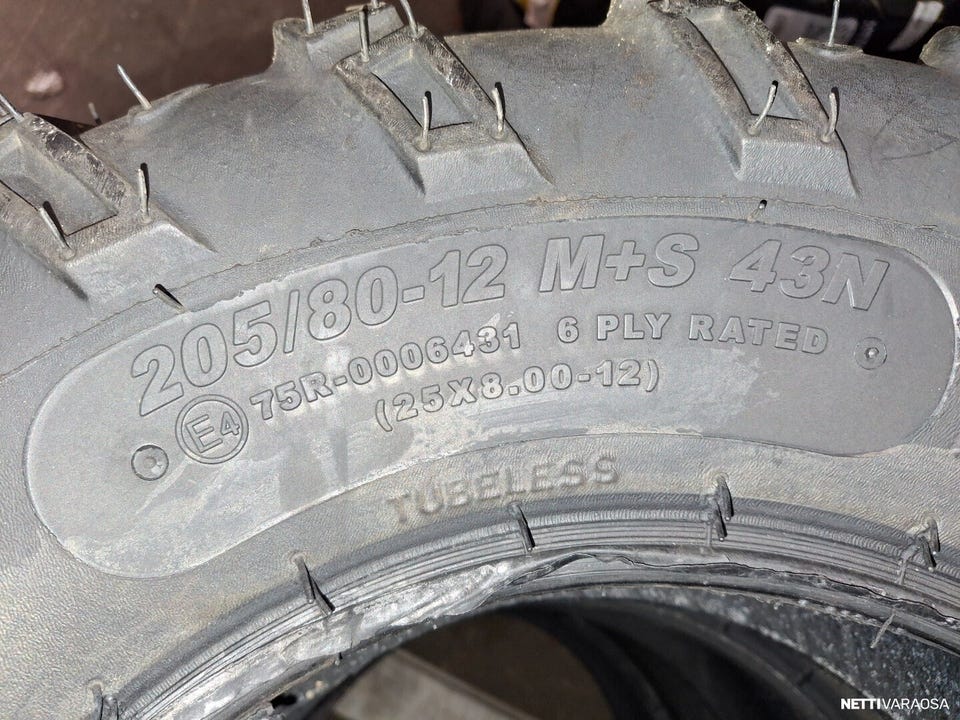 205/80-12 M+S 43N
E4 75R-0006431 6 PLY RATED
(25X8.00-12)
TUBELESS
NETTIVARAOSA